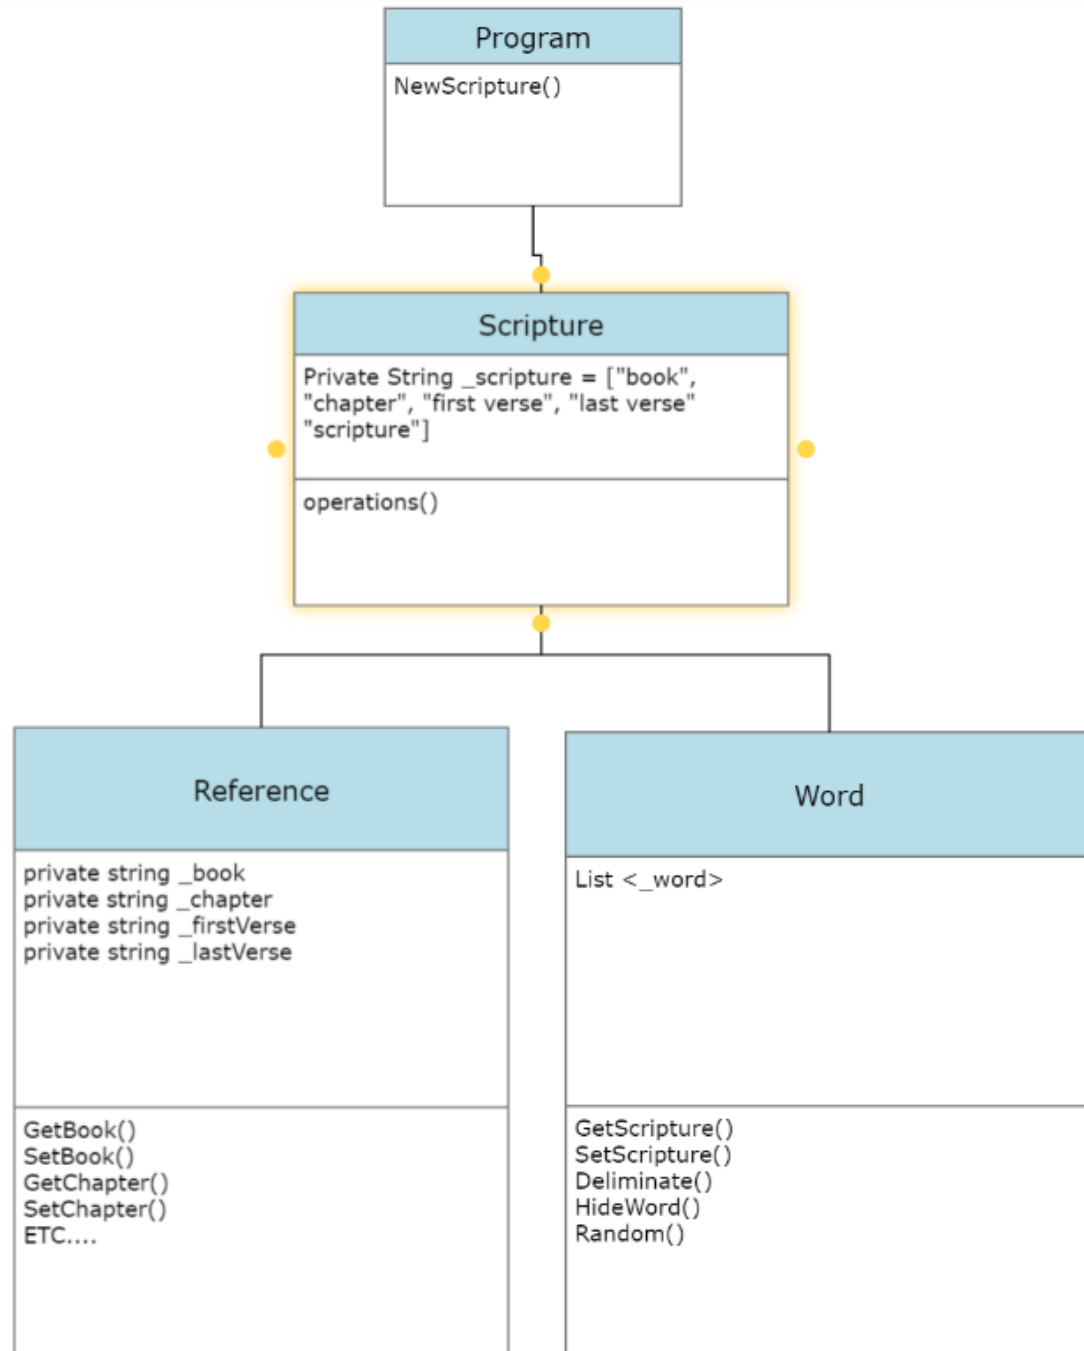 Program
NewScripture()
Scripture
Private String _scripture = ["book",
"chapter", "first verse", "last verse"
"scripture"]
operations()
Reference
private string _book
private string _chapter
private string _firstVerse
private string _lastVerse
GetBook()
SetBook()
GetChapter()
SetChapter()
ETC....
Word
List <_word>
GetScripture()
SetScripture()
Deliminate()
HideWord()
Random()